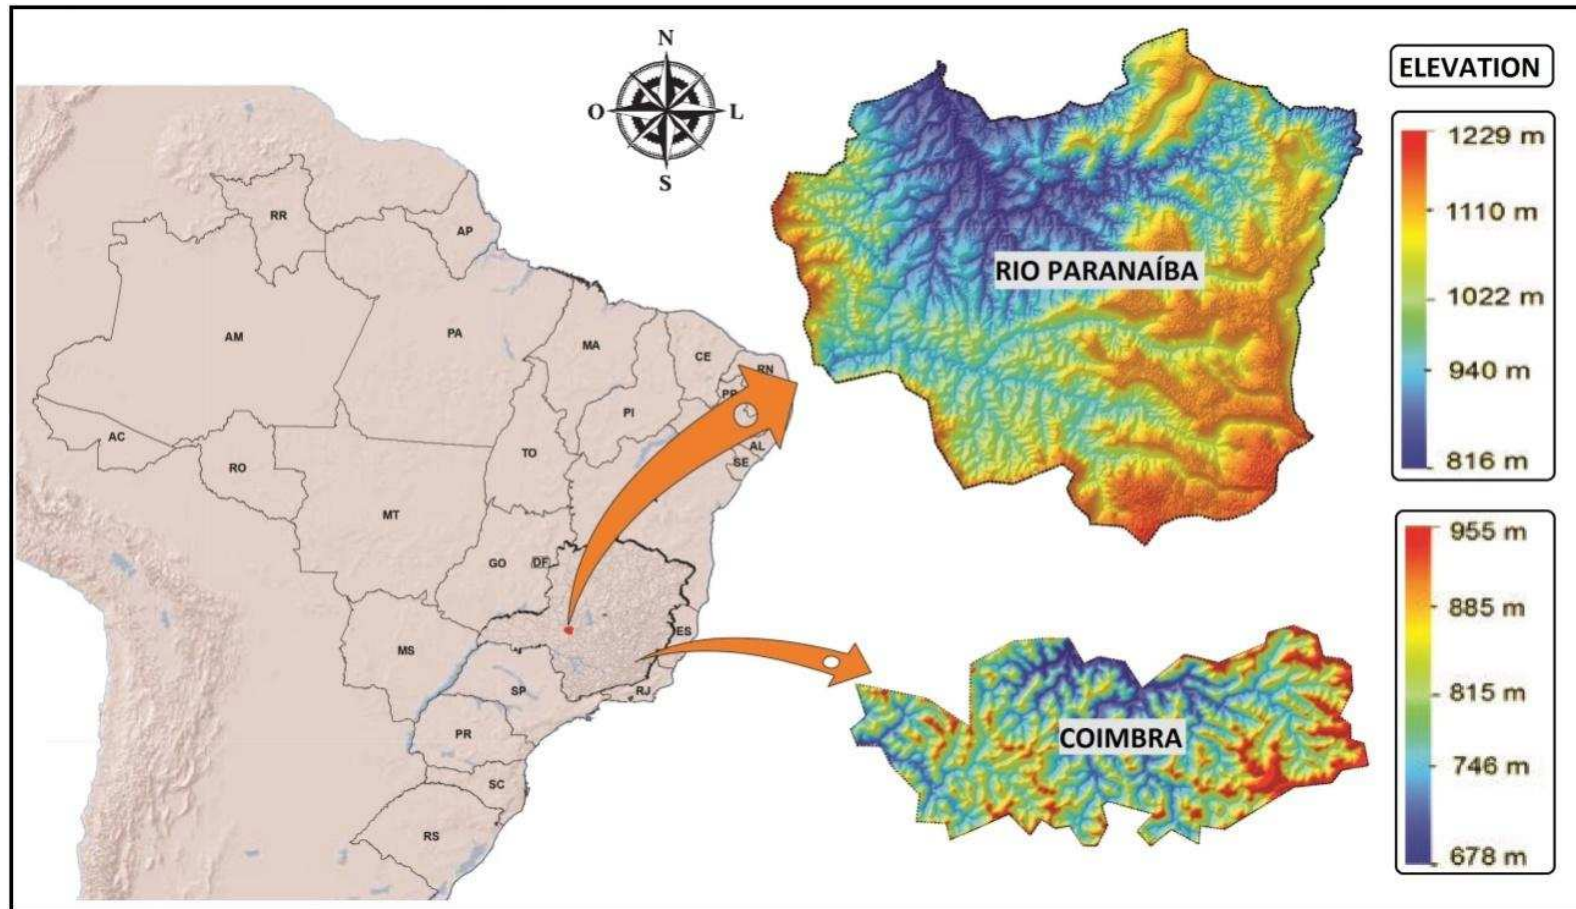 N
O
L
S
RR
AP
AM
PA
MA
CE
RN
PI
AC
RO
TO
AL
SE
MT
GO
DF
MS
ES
SP
RJ
PR
SC
RS
RIO PARANAÍBA
COIMBRA
ELEVATION
1229 m
1110 m
1022 m
940 m
816 m
955 m
885 m
815 m
746 m
678 m